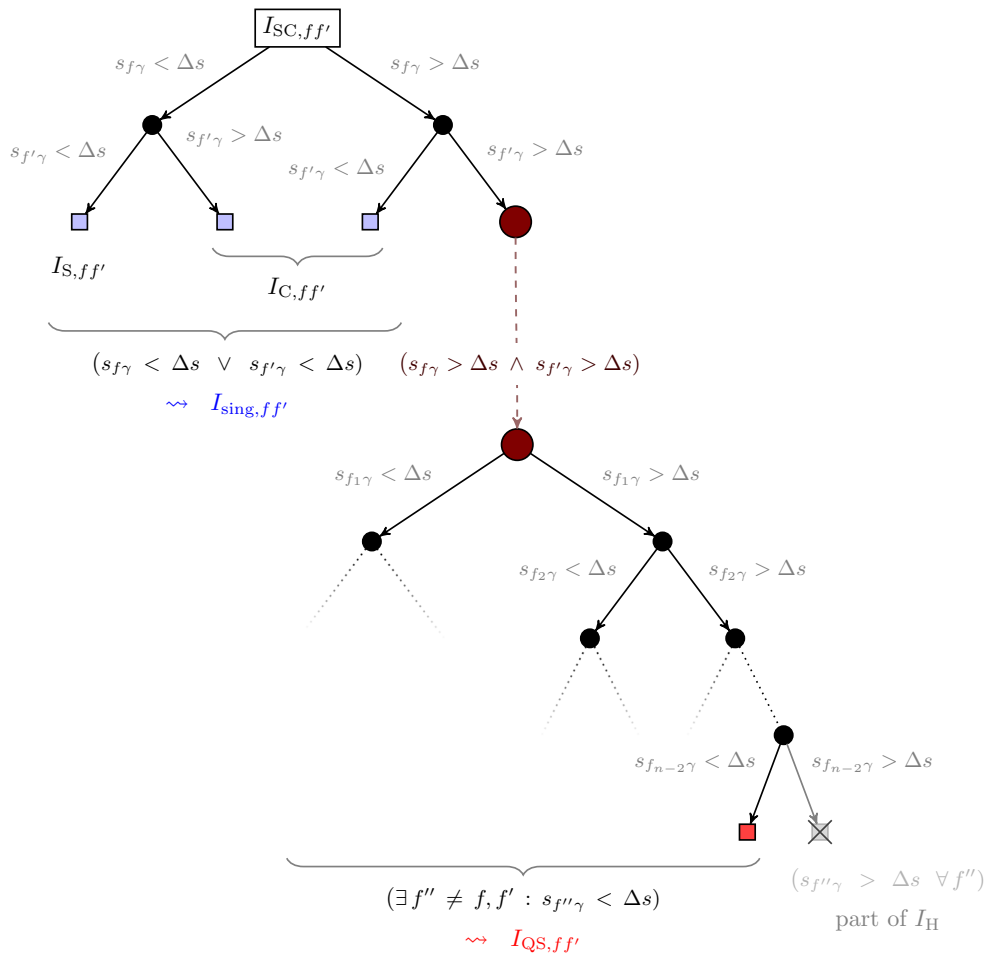 I_{SC,ff′}
s_{fγ} < Δs
s_{fγ} > Δs
s_{f′γ} < Δs
s_{f′γ} > Δs
s_{f′γ} < Δs
s_{f′γ} > Δs
I_{S,ff′}
I_{C,ff′}
(s_{fγ} < Δs ∨ s_{f′γ} < Δs)
⇝ I_{sing,ff′}
(s_{fγ} > Δs ∧ s_{f′γ} > Δs)
s_{f_1γ} < Δs
s_{f_1γ} > Δs
s_{f_2γ} < Δs
s_{f_2γ} > Δs
s_{f_{n−2}γ} < Δs
s_{f_{n−2}γ} > Δs
(∃ f″ ≠ f, f′ : s_{f″γ} < Δs)
⇝ I_{QS,ff′}
(s_{f″γ} > Δs ∀ f″)
part of I_H